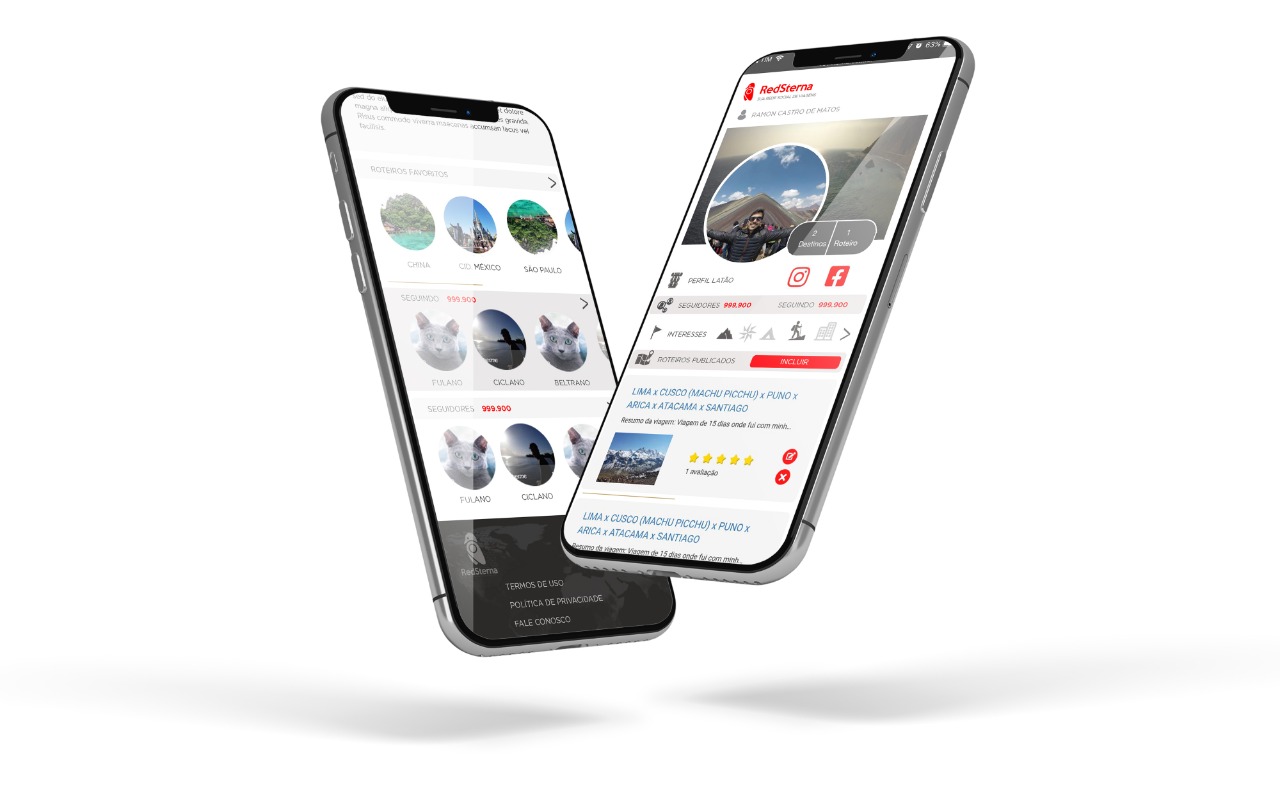 magna
dolore
gravida
Risus commodo viverra maecenas accumsan lacus vel
facilisis.
ROTEIROS FAVORITOS
CHINA
CID. MÉXICO
SÃO PAULO
SEGUINDO 999.900
FULANO
CICLANO
BELTRANO
SEGUIDORES 999.900
FULANO
CICLANO
RedSterna
TERMOS DE USO
POLÍTICA DE PRIVACIDADE
FALE CONOSCO
63%
RedSterna
SUA REDE SOCIAL DE VIAGENS
RAMON CASTRO DE MATOS
2 Destinos
1 Roteiro
PERFIL LATÃO
SEGUIDORES 999.900 SEGUINDO 999.900
INTERESSES
ROTEIROS PUBLICADOS INCLUIR
LIMA x CUSCO (MACHU PICCHU) x PUNO x
ARICA x ATACAMA x SANTIAGO
Resumo da viagem: Viagem de 15 dias onde fui com minh...
1 avaliação
LIMA x CUSCO (MACHU PICCHU) x PUNO x
ARICA x ATACAMA x SANTIAGO
Resumo da viagem: Viagem de 15 dias onde fui com minh...